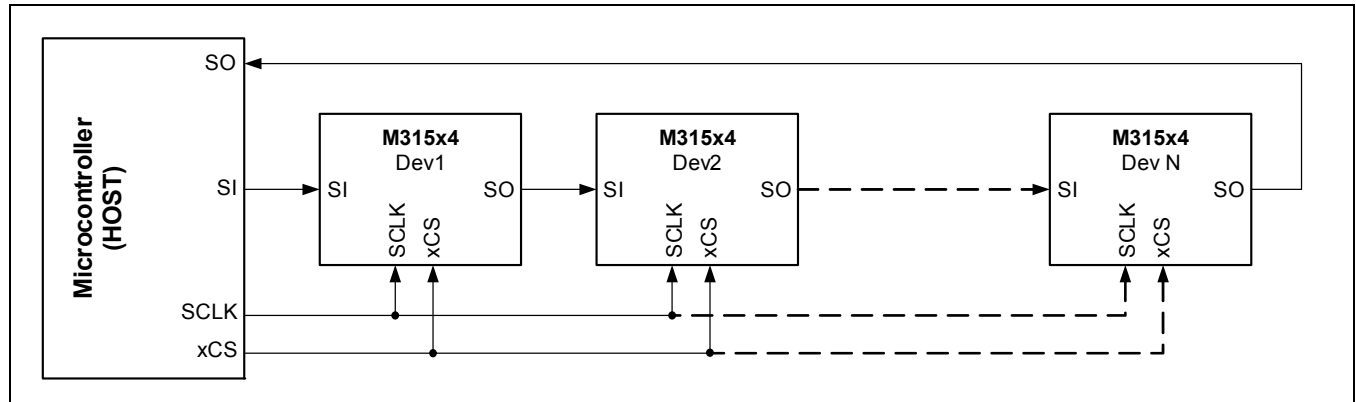 Microcontroller
(HOST)
SO
SI
SCLK
xCS
M315x4
Dev1
SI
SO
SCLK
xCS
M315x4
Dev2
SI
SO
SCLK
xCS
M315x4
Dev N
SI
SO
SCLK
xCS